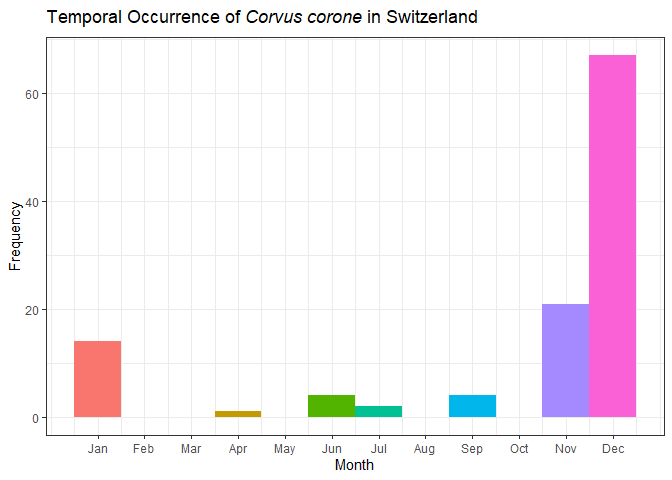 Temporal Occurrence of Corvus corone in Switzerland
60
40
20
0
Frequency
Jan Feb Mar Apr May Jun Jul Aug Sep Oct Nov Dec
Month